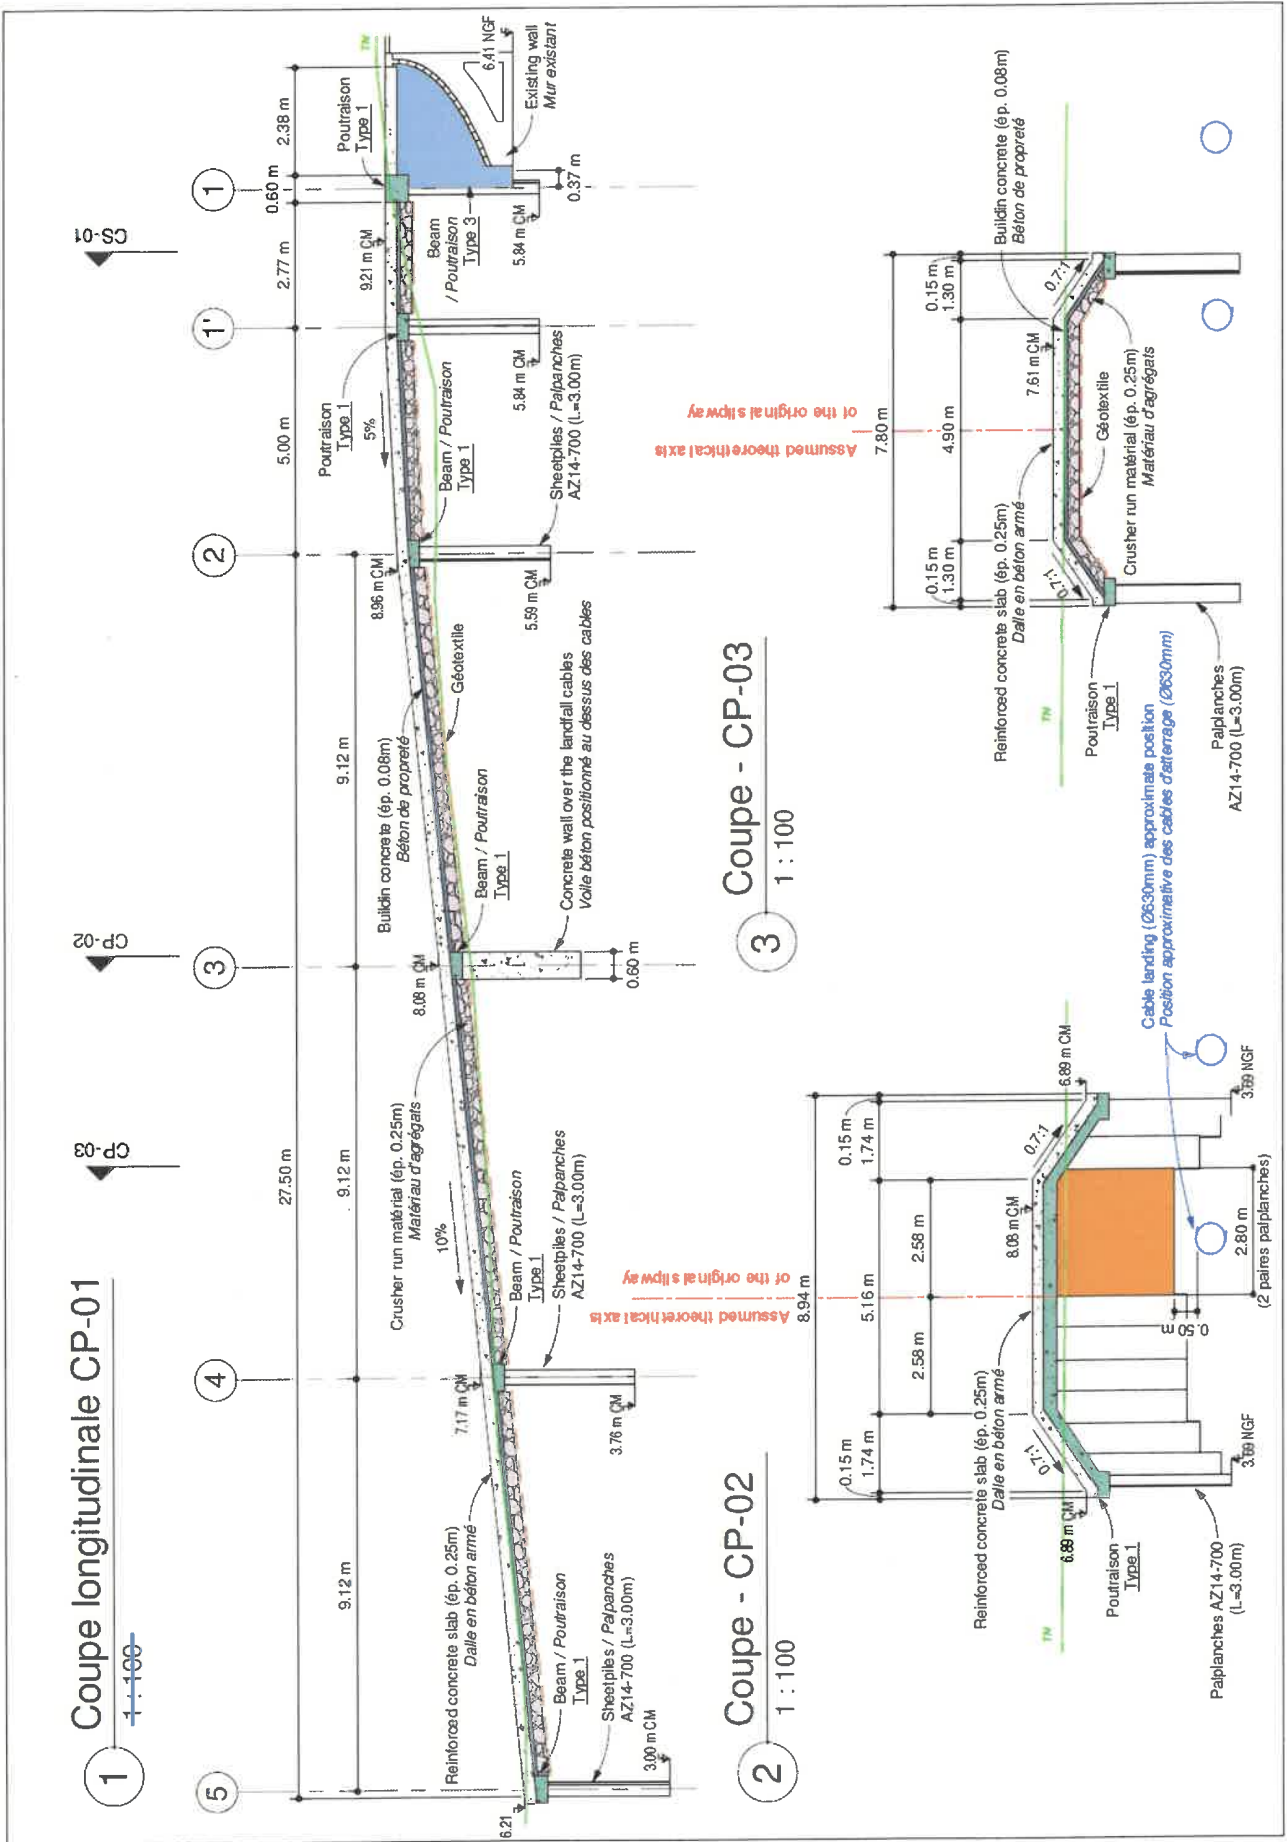 1
Coupe longitudinale CP-01
1 : 100
CP-03
CP-02
CS-01
5
4
3
2
1'
1
27.50 m
5.00 m
2.77 m
0.60 m
2.38 m
9.12 m
9.12 m
9.12 m
6.21
7.17 m CM
8.08 m CM
8.96 m CM
9.21 m CM
10%
5%
Reinforced concrete slab (ép. 0.25m)
Dalle en béton armé
Crusher run matérial (ép. 0.25m)
Matériau d'agrégats
Buildin concrete (ép. 0.08m)
Béton de propreté
Poutraison
Type 1
Poutraison
Type 1
TN
Beam / Poutraison
Type 1
Sheetpiles / Palpanches
AZ14-700 (L=3.00m)
3.00 m CM
Beam / Poutraison
Type 1
Sheetpiles / Palpanches
AZ14-700 (L=3.00m)
3.76 m CM
Beam / Poutraison
Type 1
Concrete wall over the landfall cables
Voile béton positionné au dessus des cables
0.60 m
Géotextile
Beam / Poutraison
Type 1
Sheetpiles / Palpanches
AZ14-700 (L=3.00m)
5.59 m CM
5.84 m CM
Beam
/ Poutraison
Type 3
5.84 m CM
0.37 m
6.41 NGF
Existing wall
Mur existant
2
Coupe - CP-02
1 : 100
Assumed theorethical axis
of the original slipway
8.94 m
0.15 m
1.74 m
5.16 m
0.15 m
1.74 m
2.58 m
2.58 m
Reinforced concrete slab (ép. 0.25m)
Dalle en béton armé
0.7:1
8.08 m CM
0.7:1
6.89 m CM
6.89 m CM
TN
Poutraison
Type 1
Palplanches AZ14-700
(L=3.00m)
3.69 NGF
3.69 NGF
0.50 m
2.80 m
(2 paires palplanches)
Cable landing (Ø630mm) approximate position
Position approximative des cables d'atterrage (Ø630mm)
3
Coupe - CP-03
1 : 100
Assumed theorethical axis
of the original slipway
7.80 m
0.15 m
1.30 m
4.90 m
0.15 m
1.30 m
Reinforced concrete slab (ép. 0.25m)
Dalle en béton armé
7.61 m CM
Buildin concrete (ép. 0.08m)
Béton de propreté
0.7:1
0.7:1
TN
Poutraison
Type 1
Géotextile
Crusher run matérial (ép. 0.25m)
Matériau d'agrégats
Palplanches
AZ14-700 (L=3.00m)